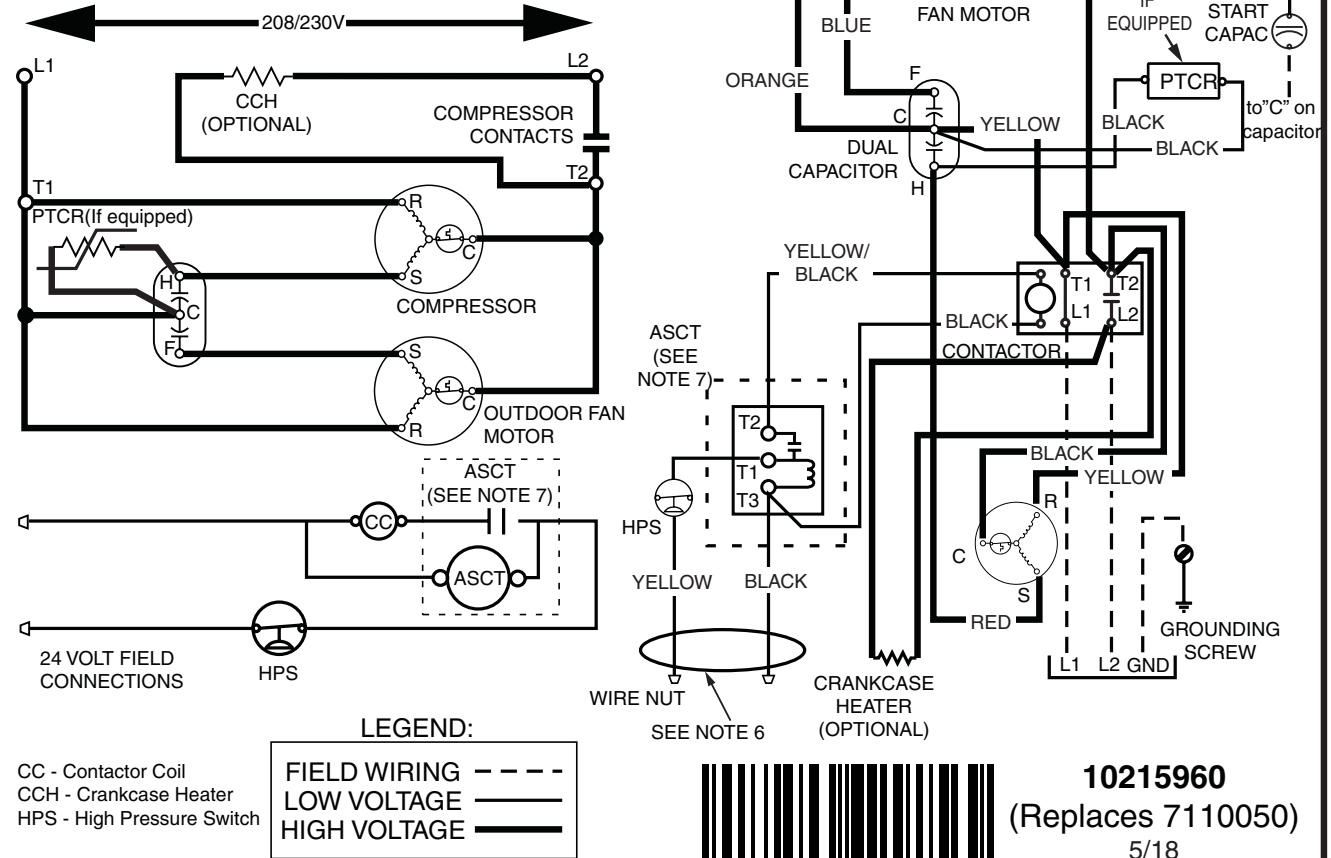 208/230V
L1
L2
CCH
(OPTIONAL)
COMPRESSOR
CONTACTS
T2
T1
PTCR(If equipped)
R
C
S
COMPRESSOR
H
C
F
S
C
R
OUTDOOR FAN
MOTOR
ASCT
(SEE NOTE 7)
CC
ASCT
HPS
24 VOLT FIELD
CONNECTIONS
BLUE
FAN MOTOR
EQUIPPED
START
CAPAC
ORANGE
F
C
H
DUAL
CAPACITOR
YELLOW
PTCR
BLACK
BLACK
to"C" on
capacitor
YELLOW/
BLACK
BLACK
T1
T2
L1
L2
CONTACTOR
ASCT
(SEE
NOTE 7)
T2
T1
T3
HPS
YELLOW
BLACK
BLACK
YELLOW
R
C
S
RED
GROUNDING
SCREW
L1 L2 GND
WIRE NUT
SEE NOTE 6
CRANKCASE
HEATER
(OPTIONAL)
LEGEND:
CC - Contactor Coil
CCH - Crankcase Heater
HPS - High Pressure Switch
FIELD WIRING
LOW VOLTAGE
HIGH VOLTAGE
10215960
(Replaces 7110050)
5/18